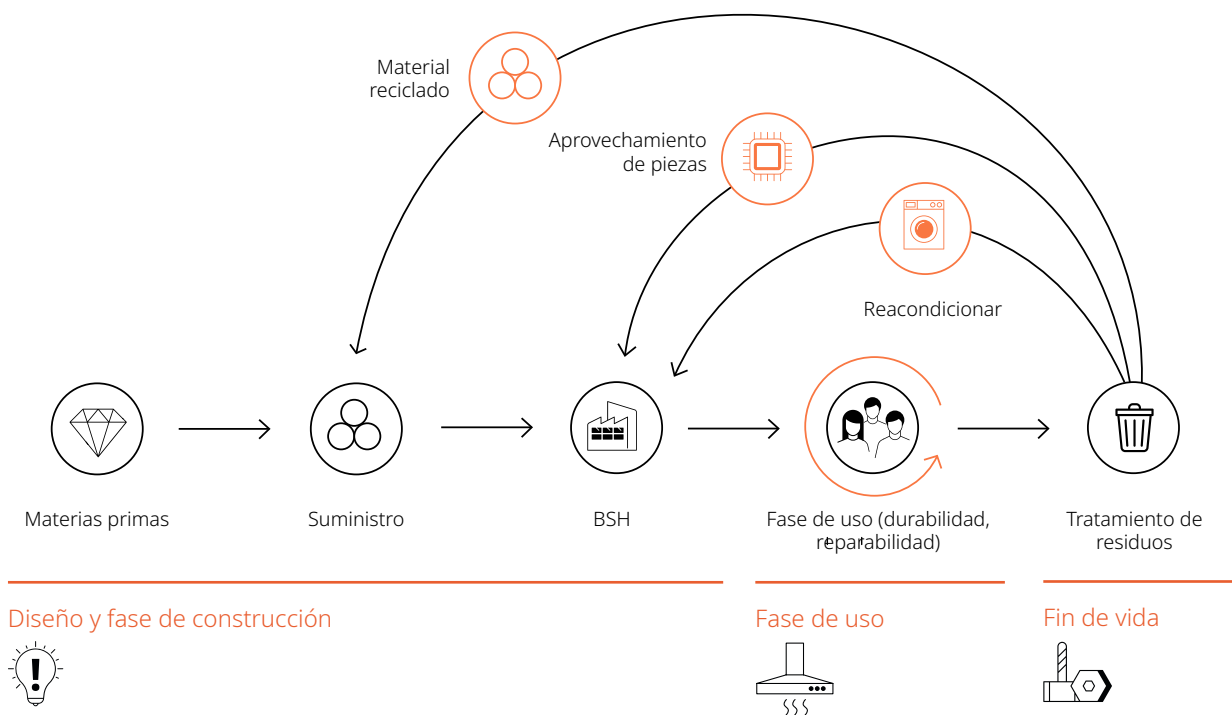 Material
reciclado
Aprovechamiento
de piezas
Reacondicionar
Materias primas
Suministro
BSH
Fase de uso (durabilidad,
reparabilidad)
Tratamiento de
residuos
Diseño y fase de construcción
Fase de uso
Fin de vida